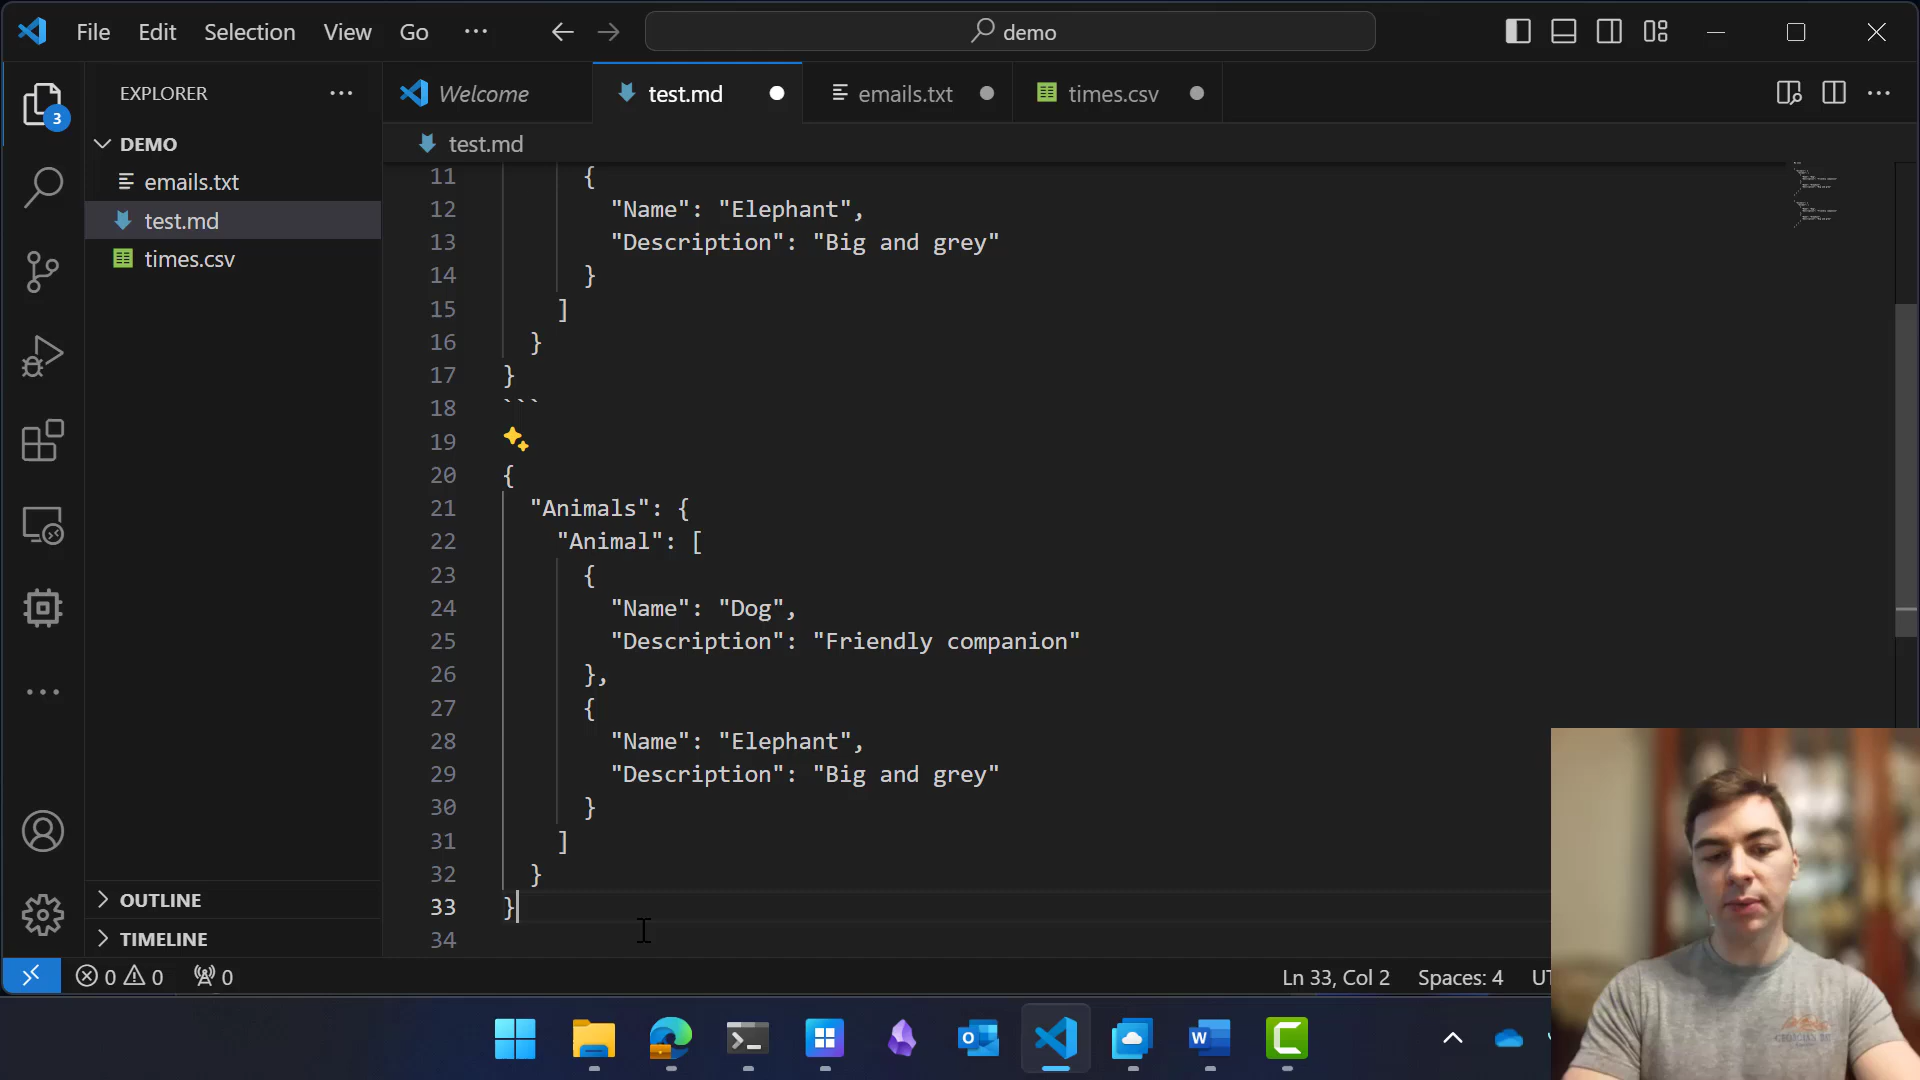 File Edit Selection View Go ··· demo
EXPLORER ···
Welcome test.md emails.txt times.csv
3
DEMO
emails.txt
test.md
times.csv
test.md
11 {
12 "Name": "Elephant",
13 "Description": "Big and grey"
14 }
15 ]
16 }
17 }
18 ```
19
20 {
21 "Animals": {
22 "Animal": [
23 {
24 "Name": "Dog",
25 "Description": "Friendly companion"
26 },
27 {
28 "Name": "Elephant",
29 "Description": "Big and grey"
30 }
31 ]
32 }
33 }
34
OUTLINE
TIMELINE
0 0 0 Ln 33, Col 2 Spaces: 4 UT